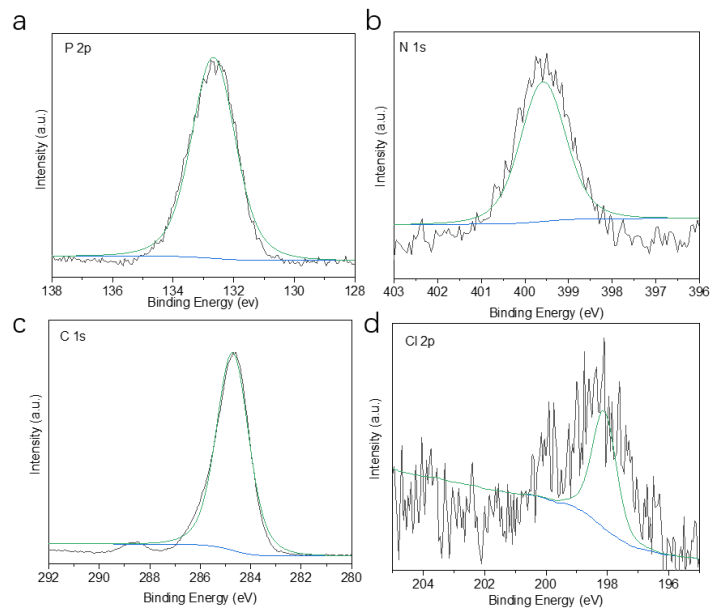 a
P 2p
Intensity (a.u.)
138 136 134 132 130 128
Binding Energy (ev)
b
N 1s
Intensity (a.u.)
403 402 401 400 399 398 397 396
Binding Energy (eV)
c
C 1s
Intensity (a.u.)
292 290 288 286 284 282 280
Binding Energy (eV)
d
Cl 2p
Intensity (a.u.)
204 202 200 198 196
Binding Energy (eV)